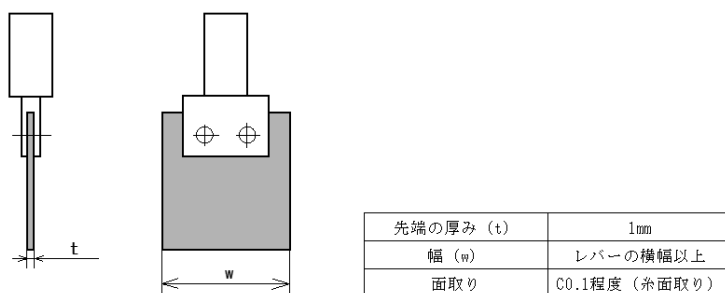 t
w
先端の厚み (t) 1mm
幅 (w) レバーの横幅以上
面取り C0.1程度 (糸面取り)